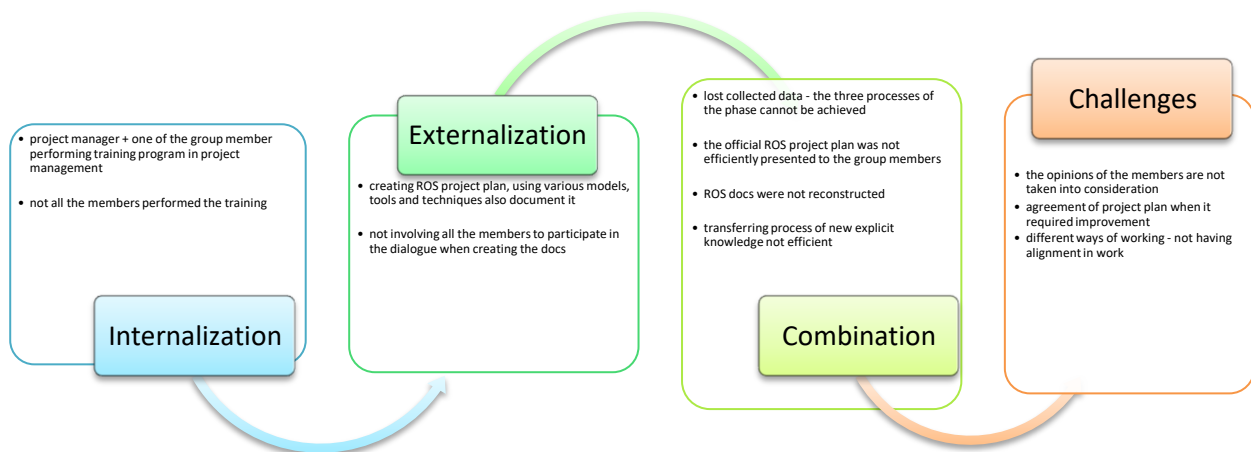 • project manager + one of the group member
performing training program in project
management
• not all the members performed the training
Internalization
Externalization
• creating ROS project plan, using various models,
tools and techniques also document it
• not involving all the members to participate in
the dialogue when creating the docs
• lost collected data - the three processes of
the phase cannot be achieved
• the official ROS project plan was not
efficiently presented to the group members
• ROS docs were not reconstructed
• transferring process of new explicit
knowledge not efficient
Combination
Challenges
• the opinions of the members are not
taken into consideration
• agreement of project plan when it
required improvement
• different ways of working - not having
alignment in work